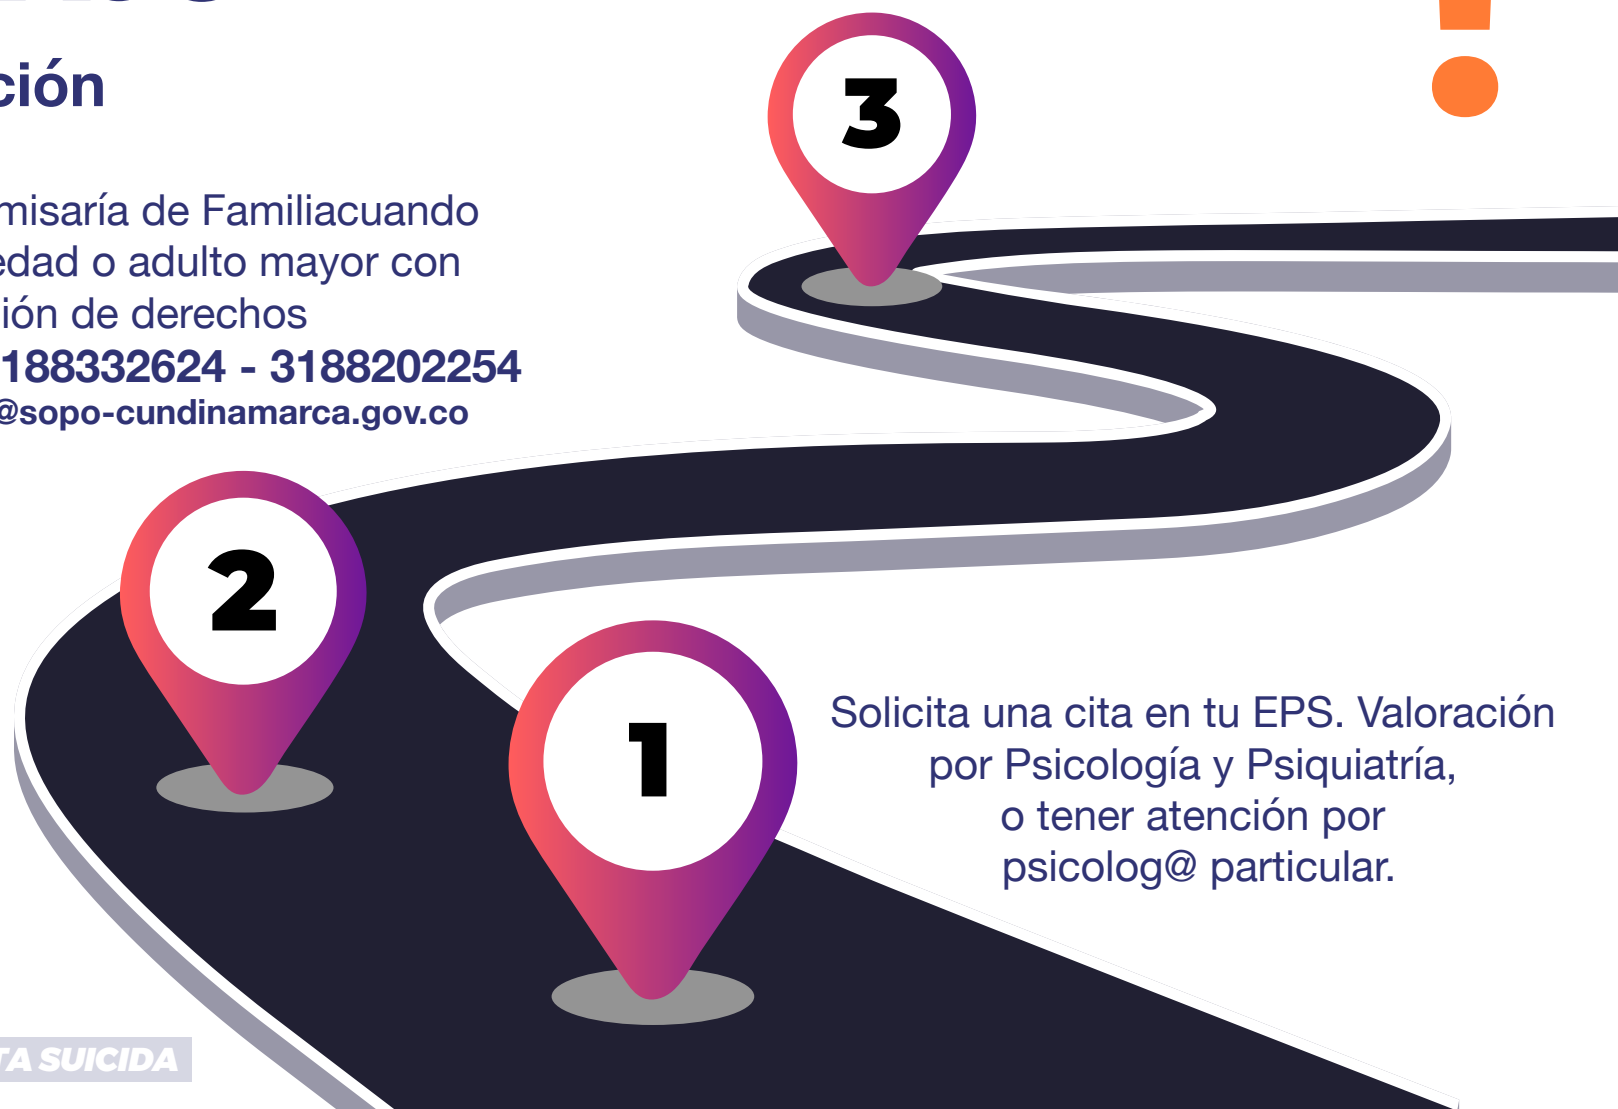 ción
misaría de Familiacuando
edad o adulto mayor con
ión de derechos
188332624 - 3188202254
@sopo-cundinamarca.gov.co
3
2
1
Solicita una cita en tu EPS. Valoración
por Psicología y Psiquiatría,
o tener atención por
psicolog@ particular.
TA SUICIDA